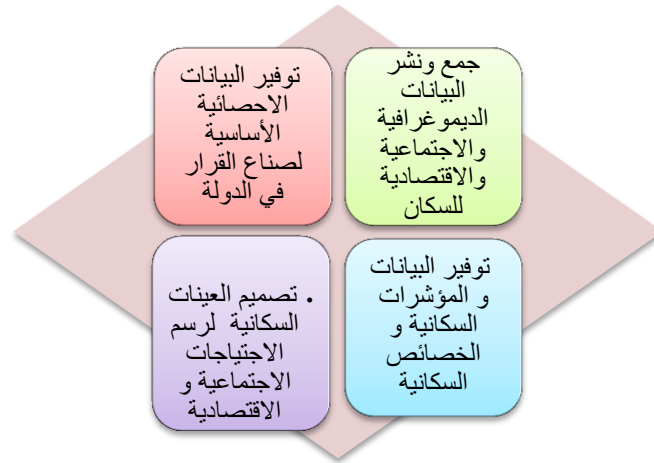 جمع ونشر
البيانات
الديموغرافية
والاجتماعية
والاقتصادية
للسكان
توفير البيانات
الاحصائية
الأساسية
لصناع القرار
في الدولة
توفير البيانات
و المؤشرات
السكانية و
الخصائص
السكانية
. تصميم العينات
السكانية لرسم
الاحتياجات
الاجتماعية و
الاقتصادية